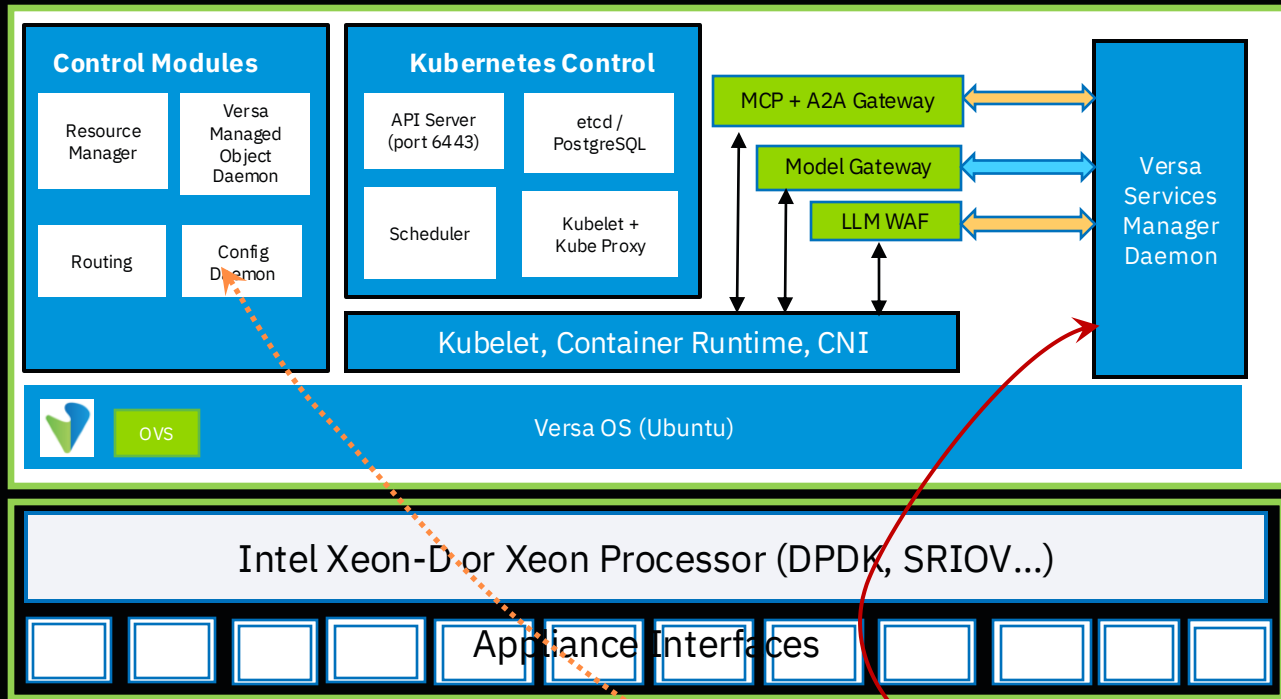 Control Modules
Resource
Manager
Versa
Managed
Object
Daemon
Routing
Config
Daemon
Kubernetes Control
API Server
(port 6443)
etcd /
PostgreSQL
Scheduler
Kubelet +
Kube Proxy
MCP + A2A Gateway
Model Gateway
LLM WAF
Versa
Services
Manager
Daemon
Kubelet, Container Runtime, CNI
OVS
Versa OS (Ubuntu)
Intel Xeon-D or Xeon Processor (DPDK, SRIOV...)
Appliance Interfaces